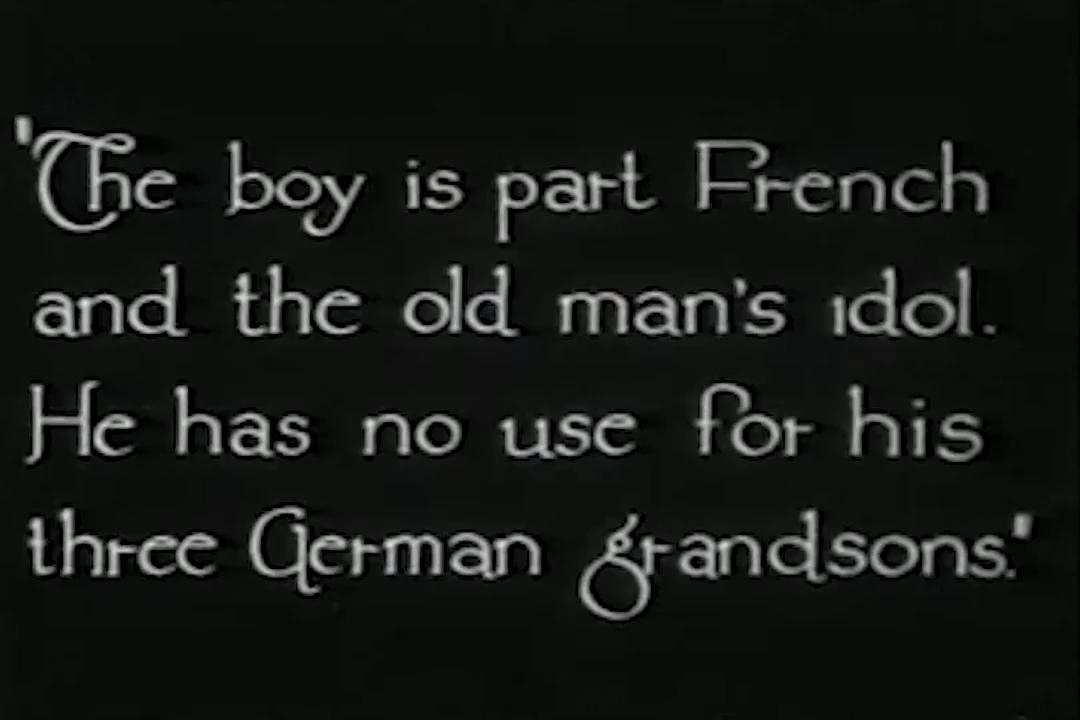 "The boy is part French
and the old man's idol.
He has no use for his
three German grandsons."